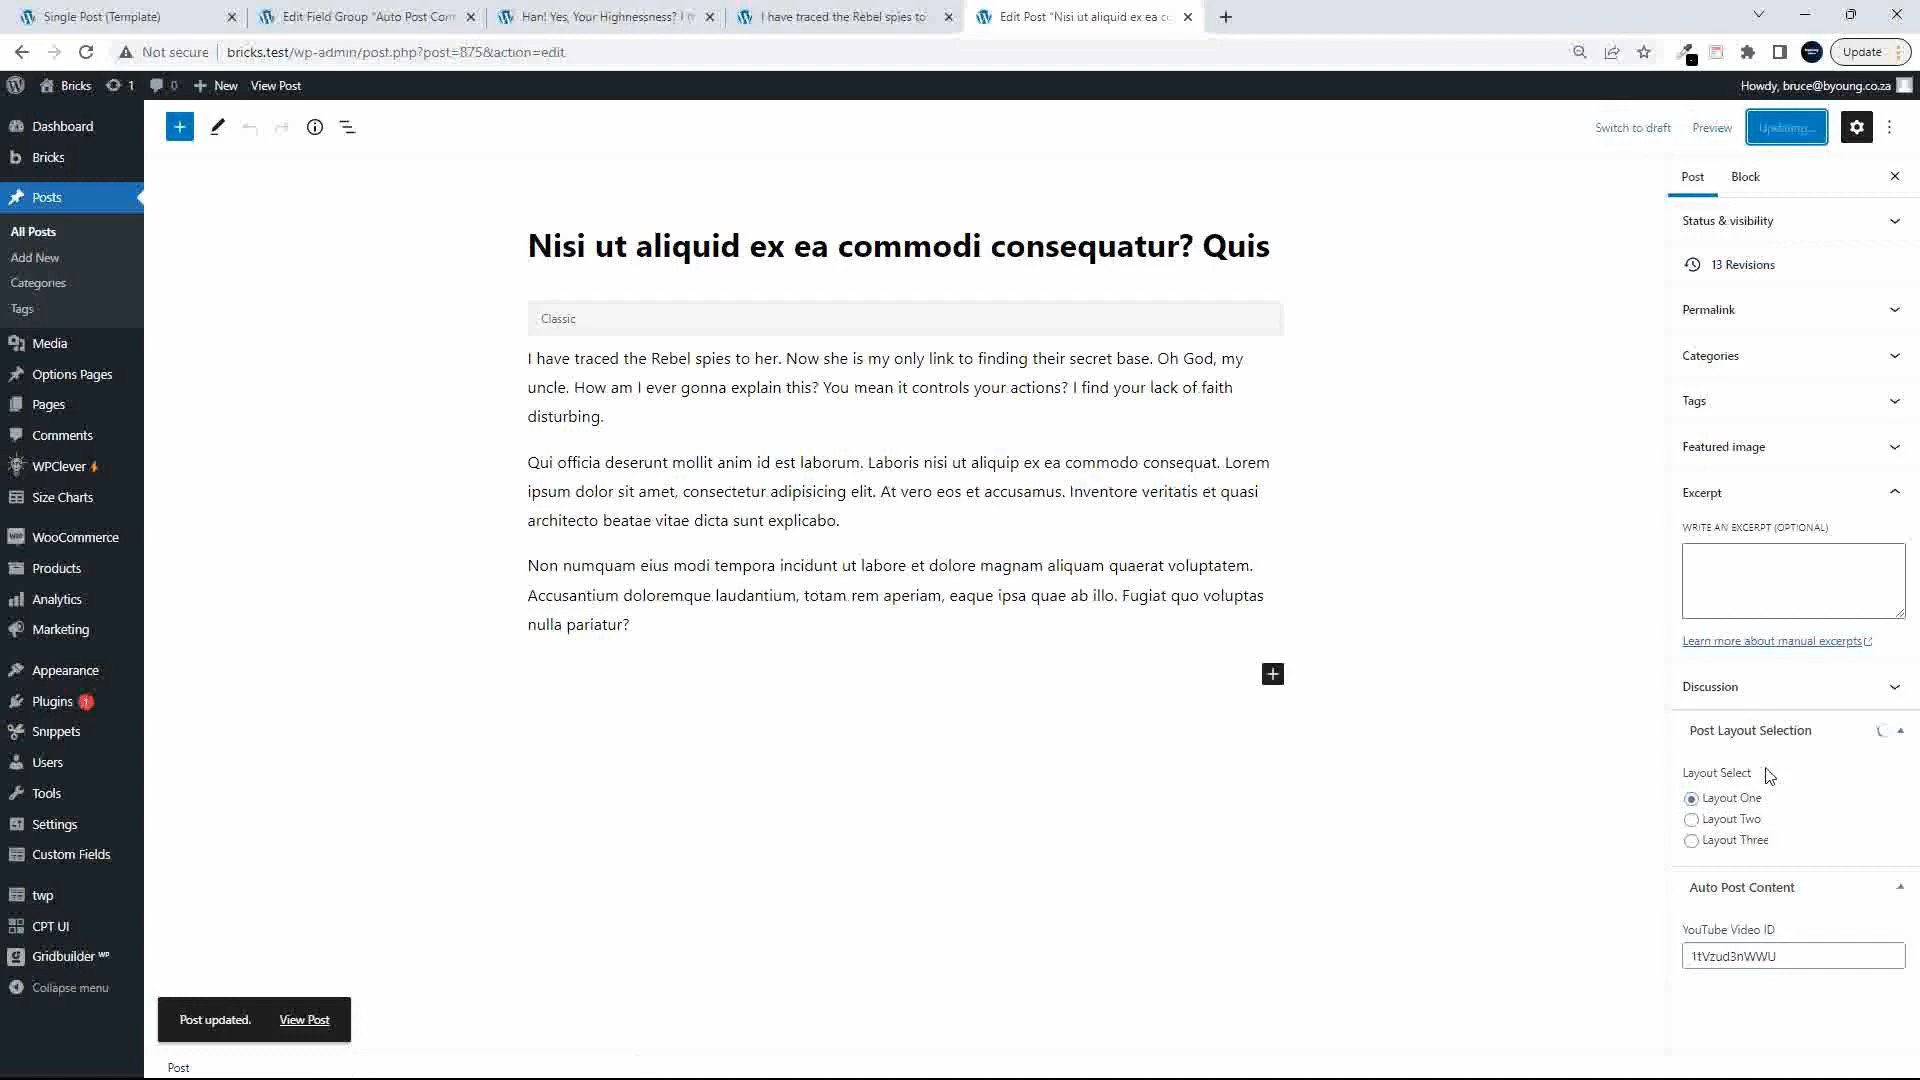 Single Post (Template)
Edit Field Group "Auto Post Con
Han! Yes, Your Highnessness? I n
I have traced the Rebel spies to
Edit Post "Nisi ut aliquid ex ea co
Not secure
bricks.test/wp-admin/post.php?post=875&action=edit
Update
Bricks
1
0
New
View Post
Howdy, bruce@byoung.co.za
Dashboard
Bricks
Posts
All Posts
Add New
Categories
Tags
Media
Options Pages
Pages
Comments
WPClever
Size Charts
WooCommerce
Products
Analytics
Marketing
Appearance
Plugins 1
Snippets
Users
Tools
Settings
Custom Fields
twp
CPT UI
Gridbuilder WP
Collapse menu
Switch to draft
Preview
Updating...
Nisi ut aliquid ex ea commodi consequatur? Quis
Classic
I have traced the Rebel spies to her. Now she is my only link to finding their secret base. Oh God, my
uncle. How am I ever gonna explain this? You mean it controls your actions? I find your lack of faith
disturbing.
Qui officia deserunt mollit anim id est laborum. Laboris nisi ut aliquip ex ea commodo consequat. Lorem
ipsum dolor sit amet, consectetur adipisicing elit. At vero eos et accusamus. Inventore veritatis et quasi
architecto beatae vitae dicta sunt explicabo.
Non numquam eius modi tempora incidunt ut labore et dolore magnam aliquam quaerat voluptatem.
Accusantium doloremque laudantium, totam rem aperiam, eaque ipsa quae ab illo. Fugiat quo voluptas
nulla pariatur?
Post updated.
View Post
Post
Post
Block
Status & visibility
13 Revisions
Permalink
Categories
Tags
Featured image
Excerpt
WRITE AN EXCERPT (OPTIONAL)
Learn more about manual excerpts
Discussion
Post Layout Selection
Layout Select
Layout One
Layout Two
Layout Three
Auto Post Content
YouTube Video ID
1tVzud3nWWU